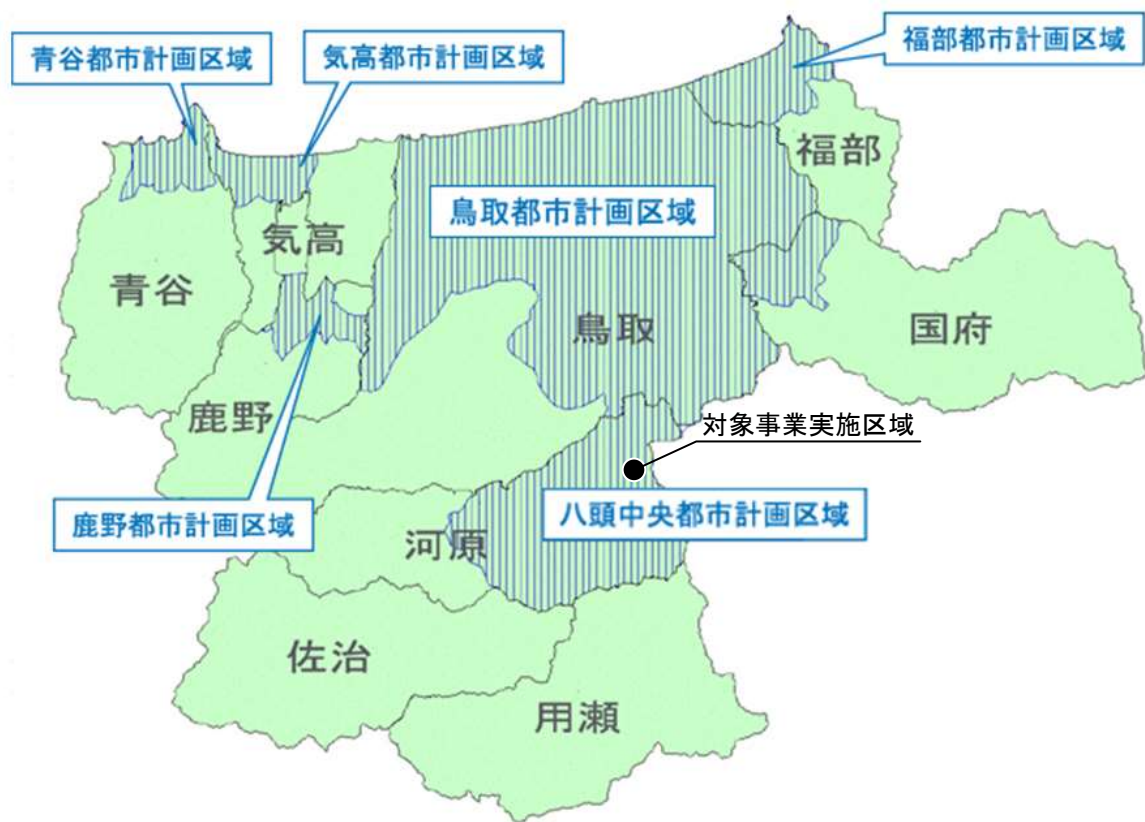 青谷都市計画区域
気高都市計画区域
福部都市計画区域
福部
鳥取都市計画区域
気高
青谷
鳥取
国府
鹿野
対象事業実施区域
鹿野都市計画区域
八頭中央都市計画区域
河原
佐治
用瀬